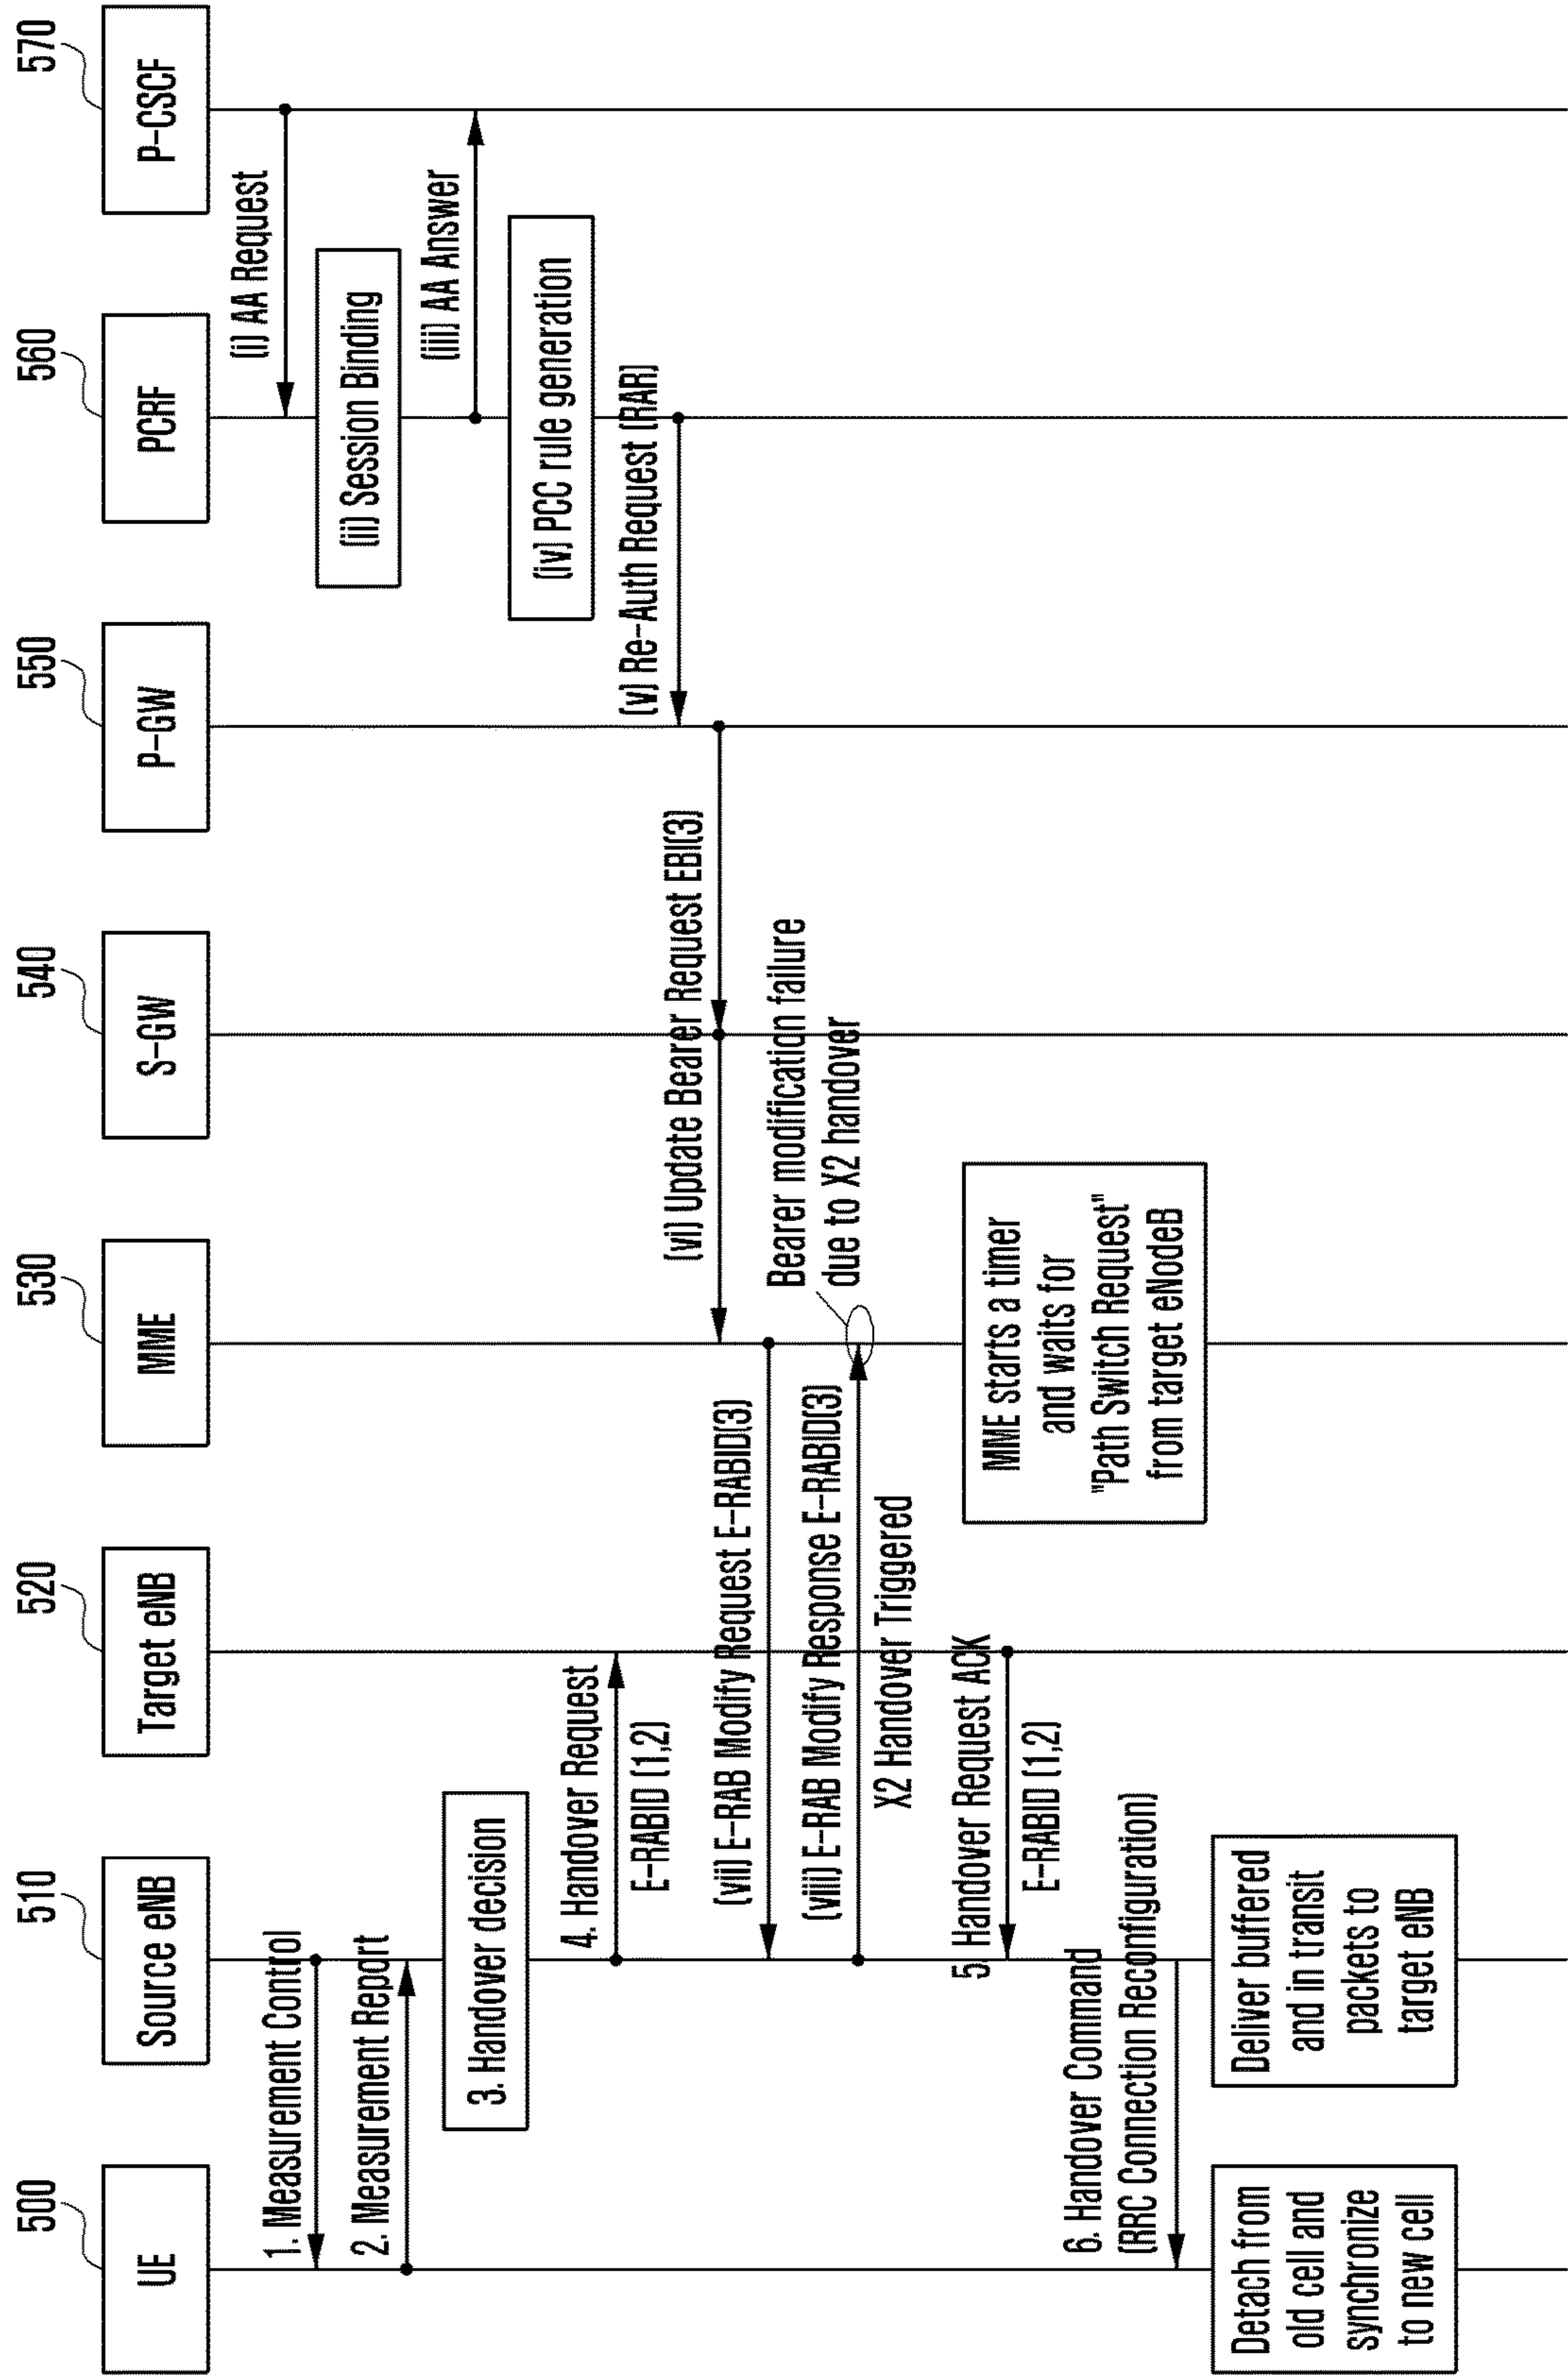 500
510
520
530
540
550
560
570
UE
Source eNB
Target eNB
MME
S-GW
P-GW
PCRF
P-CSCF
(i) AA Request
1. Measurement Control
(ii) Session Binding
2. Measurement Report
(iii) AA Answer
3. Handover decision
(iv) PCC rule generation
4. Handover Request
E-RABID (1,2)
(v) Re-Auth Request (RAR)
(vi) Update Bearer Request EBI(3)
(vii) E-RAB Modify Request E-RABID(3)
Bearer modification failure
due to X2 handover
(viii) E-RAB Modify Response E-RABID(3)
X2 Handover Triggered
5. Handover Request ACK
E-RABID (1,2)
MME starts a timer
and waits for
"Path Switch Request"
from target eNodeB
6. Handover Command
(RRC Connection Reconfiguration)
Detach from
old cell and
synchronize
to new cell
Deliver buffered
and in transit
packets to
target eNB